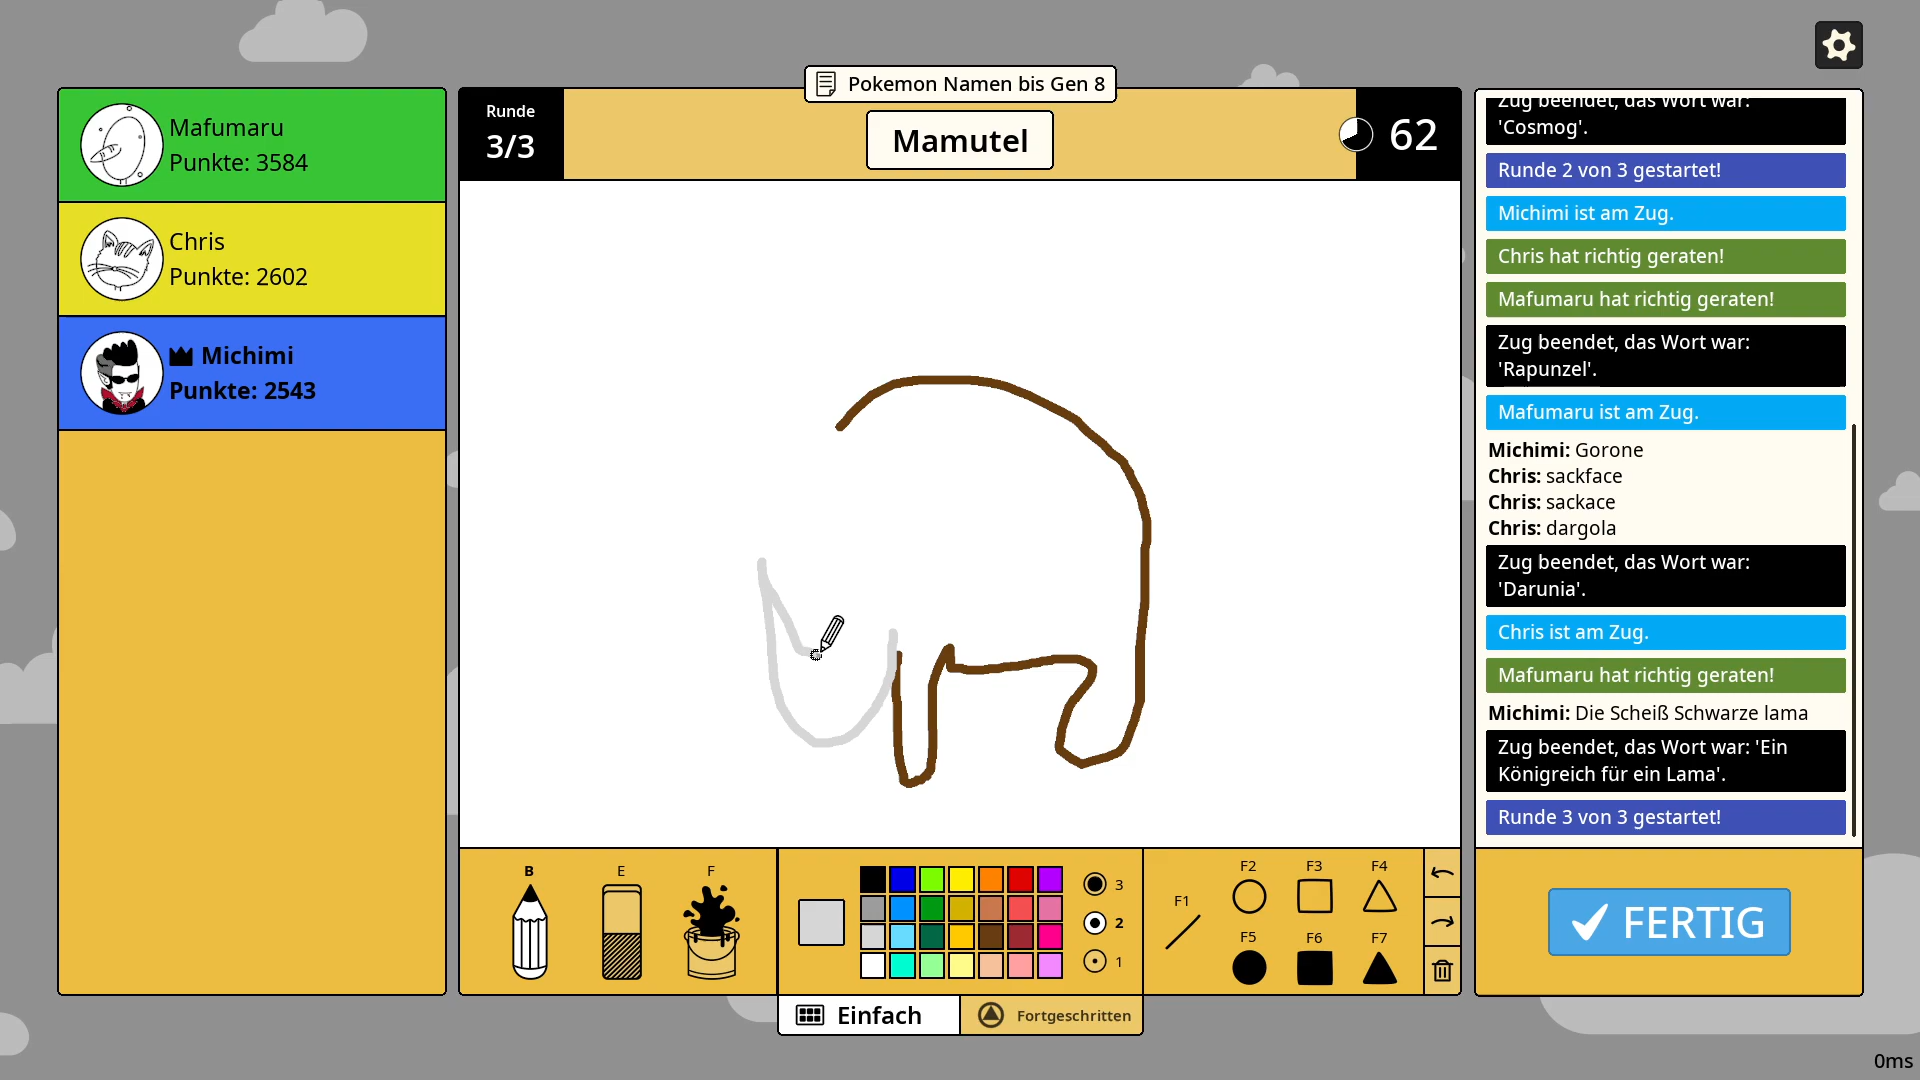 Pokemon Namen bis Gen 8
Runde
3/3
Mamutel
62
Mafumaru
Punkte: 3584
Chris
Punkte: 2602
Michimi
Punkte: 2543
Zug beendet, das Wort war:
'Cosmog'.
Runde 2 von 3 gestartet!
Michimi ist am Zug.
Chris hat richtig geraten!
Mafumaru hat richtig geraten!
Zug beendet, das Wort war:
'Rapunzel'.
Mafumaru ist am Zug.
Michimi: Gorone
Chris: sackface
Chris: sackace
Chris: dargola
Zug beendet, das Wort war:
'Darunia'.
Chris ist am Zug.
Mafumaru hat richtig geraten!
Michimi: Die Scheiß Schwarze lama
Zug beendet, das Wort war: 'Ein
Königreich für ein Lama'.
Runde 3 von 3 gestartet!
B
E
F
3
2
1
F1
F2
F3
F4
F5
F6
F7
FERTIG
Einfach
Fortgeschritten
0ms